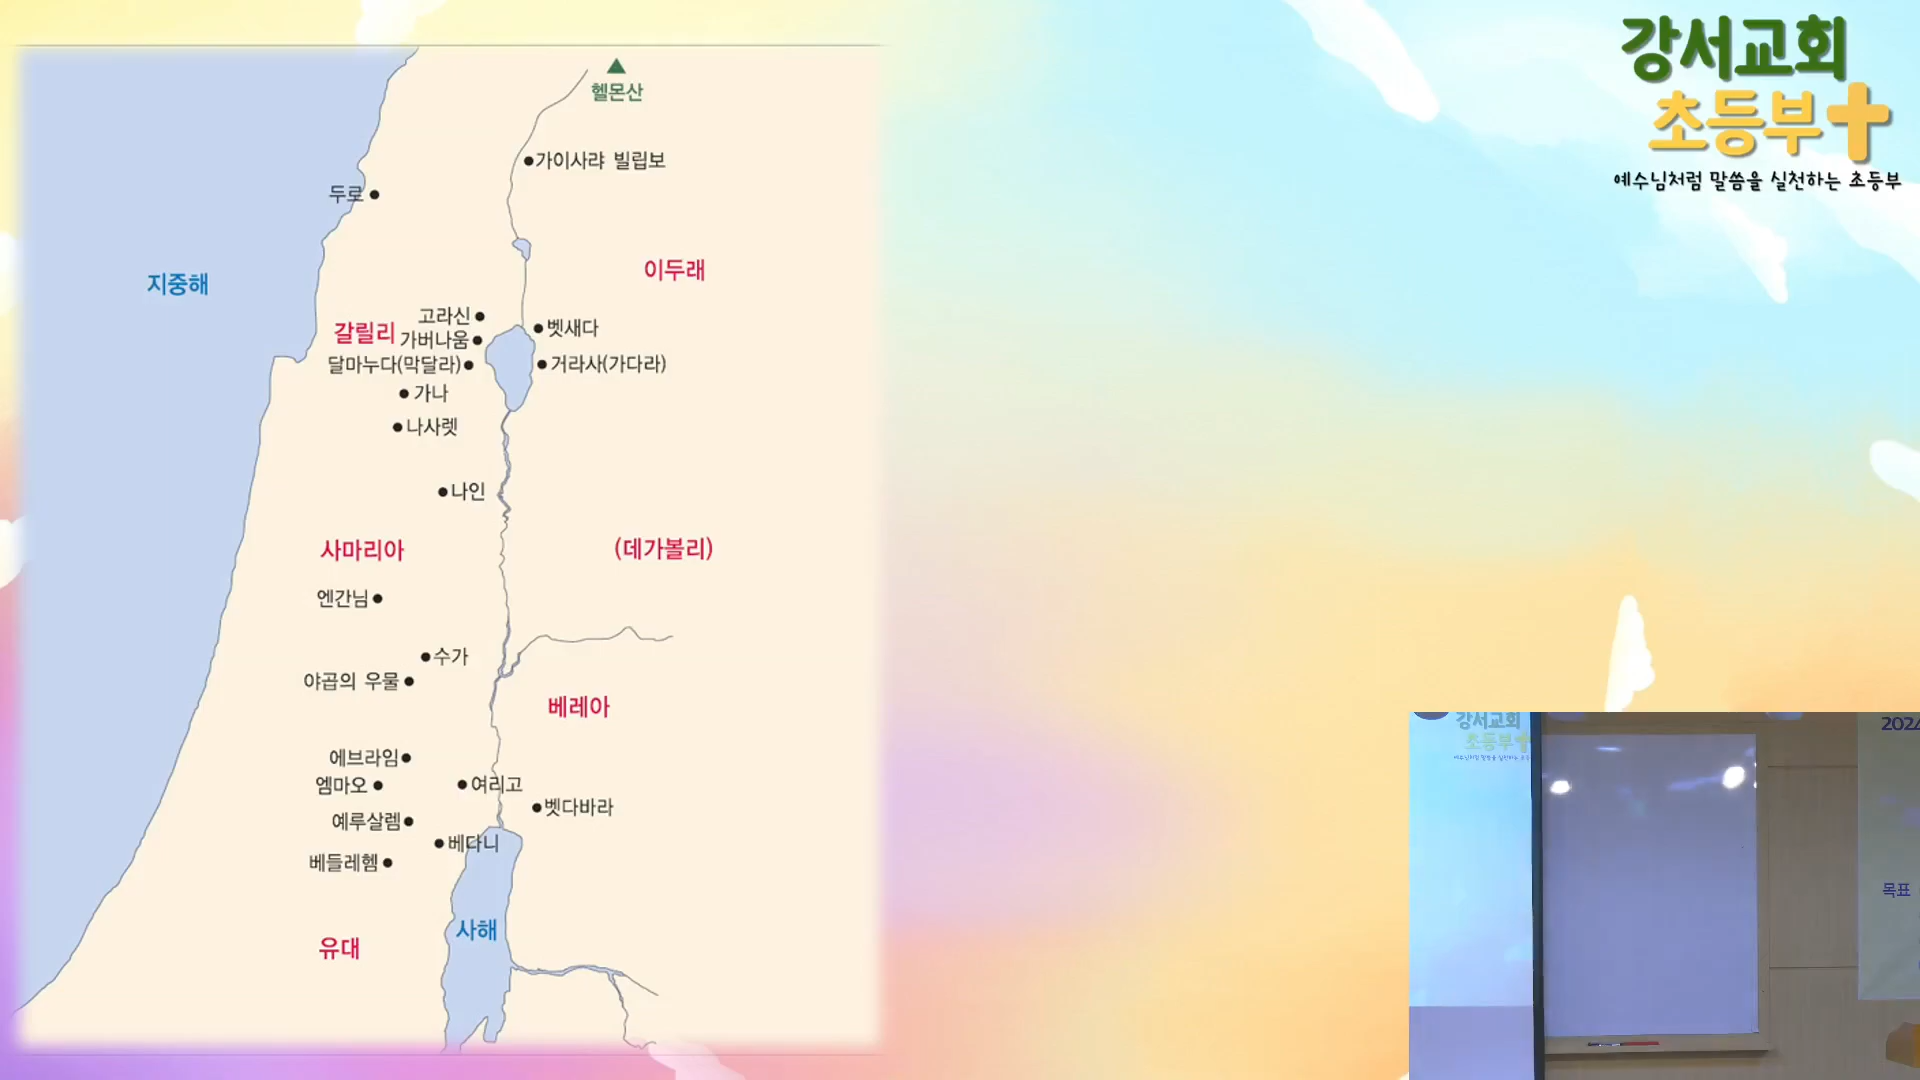 강서교회
초등부
예수님처럼 말씀을 실천하는 초등부
헬몬산
가이사랴 빌립보
두로
지중해
이두래
고라신
갈릴리
가버나움
벳새다
달마누다(막달라)
거라사(가다라)
가나
나사렛
나인
사마리아
(데가볼리)
엔간님
수가
야곱의 우물
베레아
에브라임
엠마오
여리고
벳다바라
예루살렘
베다니
베들레헴
사해
유대
강서교회
초등부
2024
목표